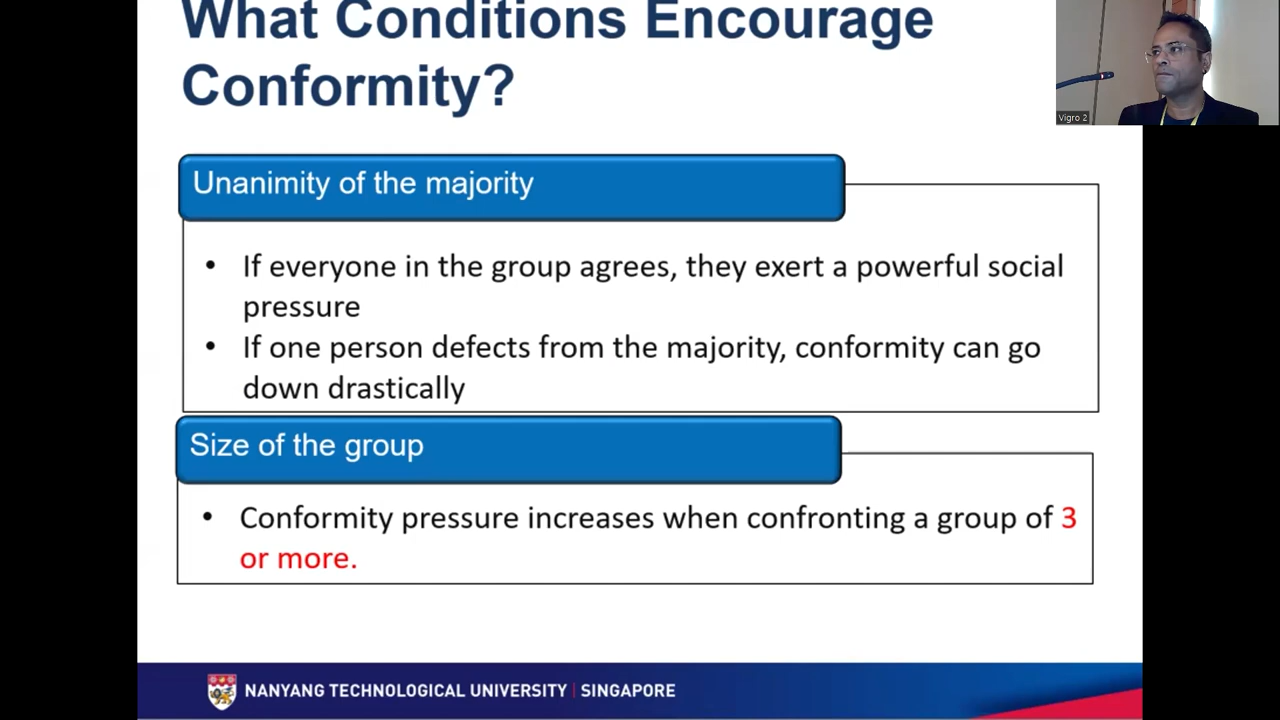 What Conditions Encourage
Conformity?
Vigro 2
Unanimity of the majority
• If everyone in the group agrees, they exert a powerful social
pressure
• If one person defects from the majority, conformity can go
down drastically
Size of the group
• Conformity pressure increases when confronting a group of 3
or more.
NANYANG TECHNOLOGICAL UNIVERSITY | SINGAPORE